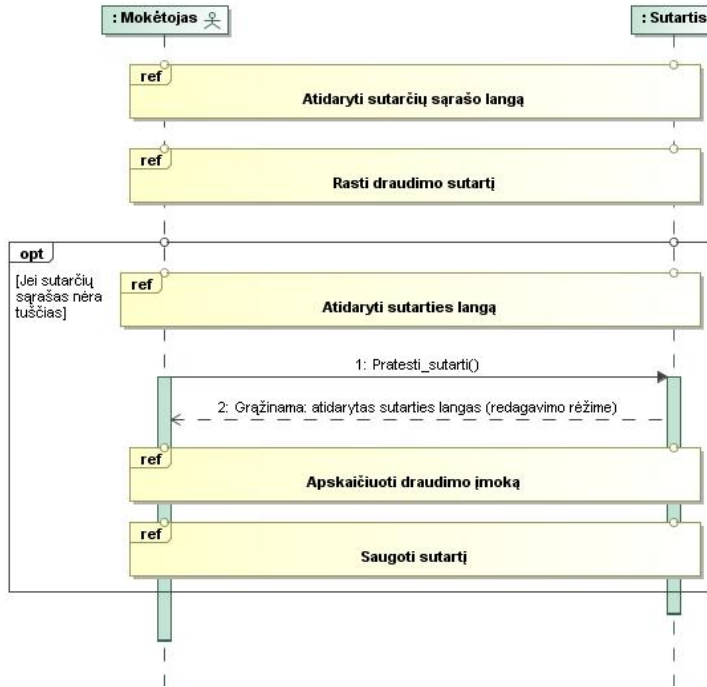 : Mokėtojas
: Sutartis
ref
Atidaryti sutarčių sąrašo langą
ref
Rasti draudimo sutartį
opt
[Jei sutarčių
sąrašas nėra
tuščias]
ref
Atidaryti sutarties langą
1: Pratesti_sutarti()
2: Grąžinama: atidarytas sutarties langas (redagavimo rėžime)
ref
Apskaičiuoti draudimo įmoką
ref
Saugoti sutartį